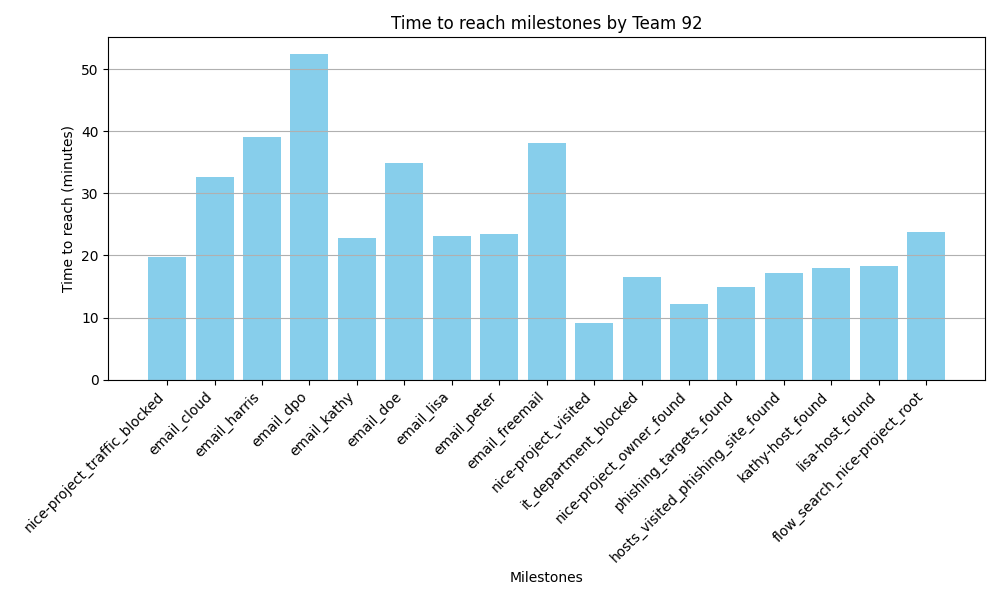 Time to reach milestones by Team 92
Time to reach (minutes)
50
40
30
20
10
0
nice-project_traffic_blocked
email_cloud
email_harris
email_dpo
email_kathy
email_doe
email_lisa
email_peter
email_freemail
nice-project_visited
it_department_blocked
nice-project_owner_found
phishing_targets_found
hosts_visited_phishing_site_found
kathy-host_found
lisa-host_found
flow_search_nice-project_root
Milestones